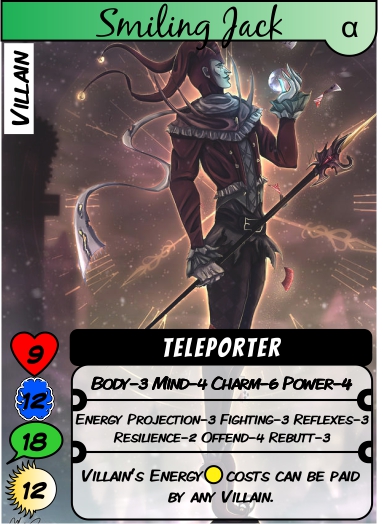 Smiling Jack
α
VILLAIN
9
12
18
12
TELEPORTER
BODY-3 MIND-4 CHARM-6 POWER-4
ENERGY PROJECTION-3 FIGHTING-3 REFLEXES-3
RESILIENCE-2 OFFEND-4 REBUTT-3
VILLAIN'S ENERGY COSTS CAN BE PAID
BY ANY VILLAIN.